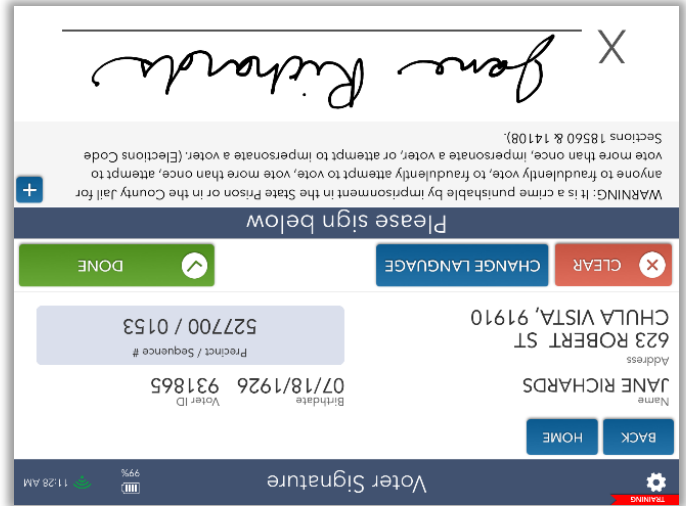 TRAINING
Voter Signature
99%
11:28 AM
BACK
HOME
Name
JANE RICHARDS
Birthdate
07/18/1926
Voter ID
931865
Address
623 ROBERT ST
CHULA VISTA, 91910
Precinct / Sequence #
527700 / 0153
CLEAR
CHANGE LANGUAGE
DONE
Please sign below
WARNING: It is a crime punishable by imprisonment in the State Prison or in the County Jail for
anyone to fraudulently vote, to fraudulently attempt to vote, vote more than once, attempt to
vote more than once, impersonate a voter, or attempt to impersonate a voter. (Elections Code
Sections 18560 & 14108).
+
X Jane Richards